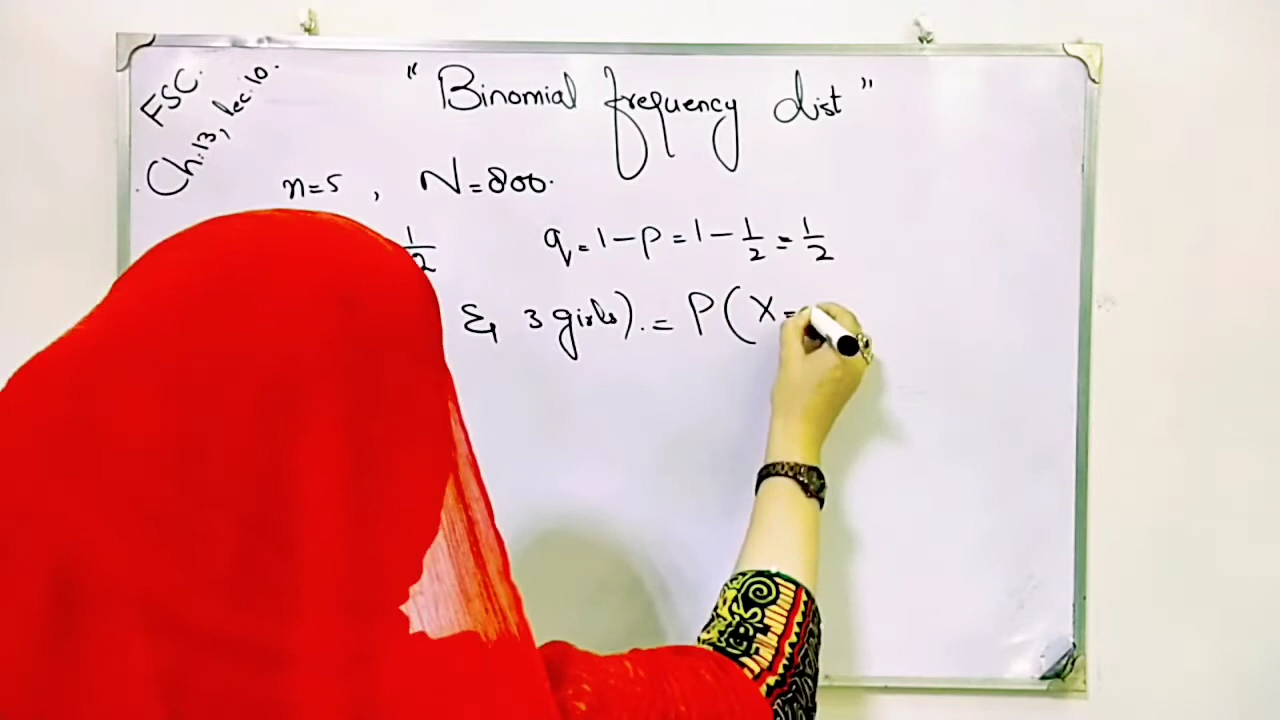 FSC.
Ch:13, lec:10.
"Binomial frequency dist"
n=5, N=800.
1/2 q=1-p=1-1/2=1/2
& 3 girls).=P(X=